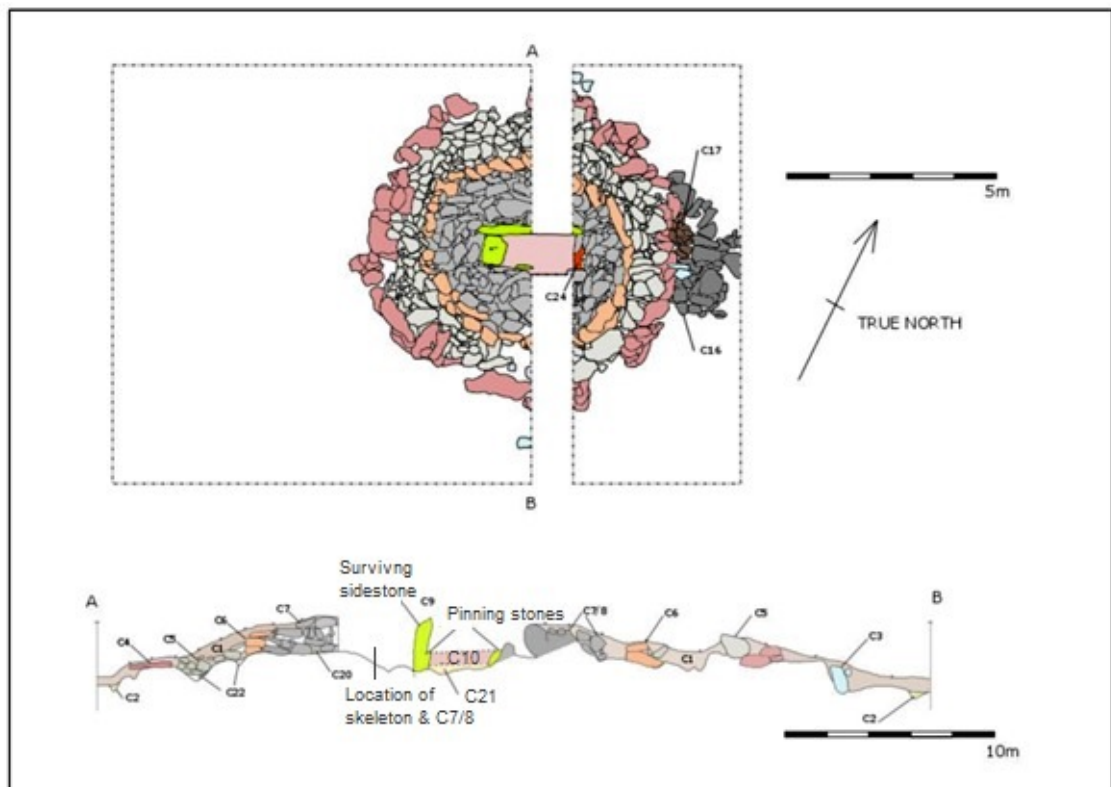 A
C17
5m
C24
TRUE NORTH
C16
B
Survivng
sidestone
A
C9
B
C7
Pinning stones
C7/8
C6
C6
C5
C4
C5
C1
C10
C1
C3
C2
C22
C20
C21
Location of
skeleton & C7/8
C2
10m